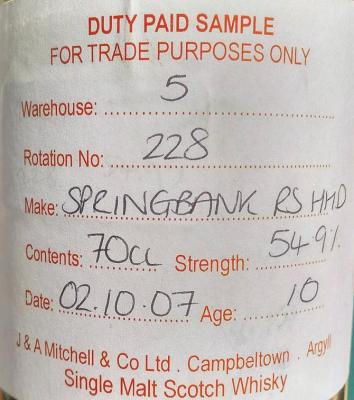 DUTY PAID SAMPLE
FOR TRADE PURPOSES ONLY
Warehouse: 5
Rotation No: 228
Make: SPRINGBANK RS HHD
Contents: 70CL Strength: 54.9%
Date: 02.10.07 Age: 10
J & A Mitchell & Co Ltd . Campbeltown . Argyll
Single Malt Scotch Whisky